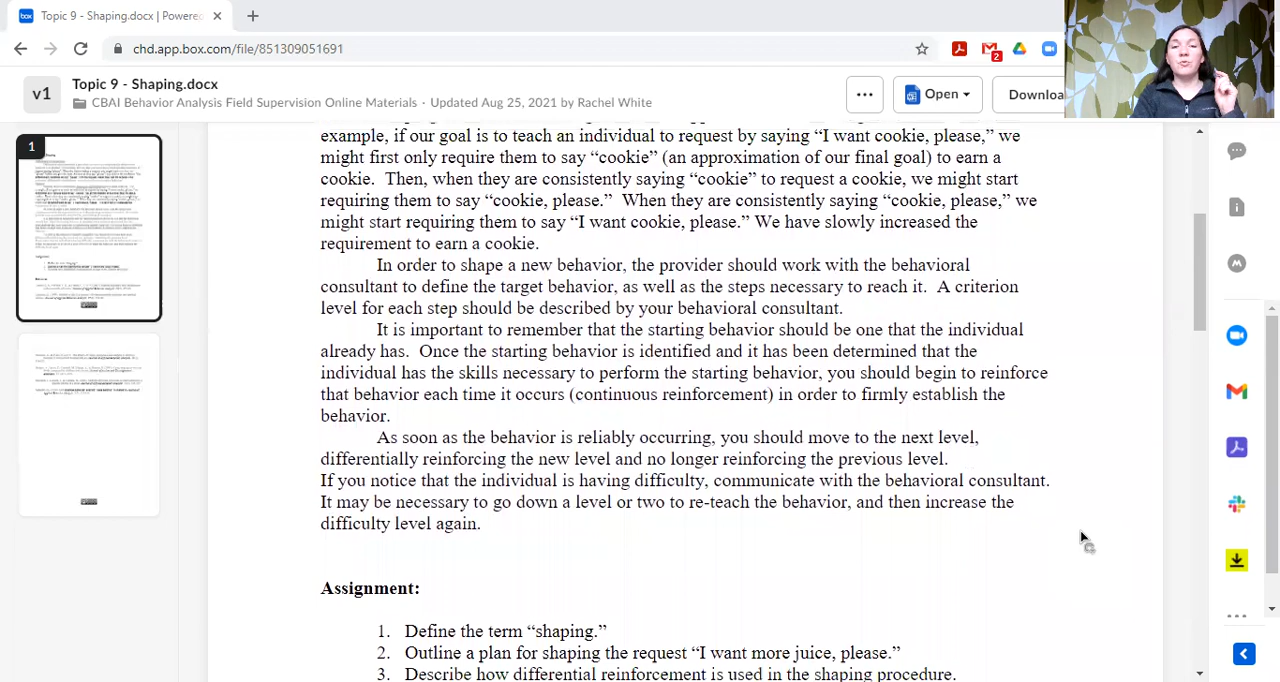 Topic 9 - Shaping.docx | Powere
chd.app.box.com/file/851309051691
2
v1
Topic 9 - Shaping.docx
CBAI Behavior Analysis Field Supervision Online Materials · Updated Aug 25, 2021 by Rachel White
Open
Downloa
1
example, if our goal is to teach an individual to request by saying “I want cookie, please,” we
might first only require them to say “cookie” (an approximation of our final goal) to earn a
cookie. Then, when they are consistently saying “cookie” to request a cookie, we might start
requiring them to say “cookie, please.” When they are consistently saying “cookie, please,” we
might start requiring them to say “I want cookie, please.” We have slowly increased the
requirement to earn a cookie.
In order to shape a new behavior, the provider should work with the behavioral
consultant to define the target behavior, as well as the steps necessary to reach it. A criterion
level for each step should be described by your behavioral consultant.
It is important to remember that the starting behavior should be one that the individual
already has. Once the starting behavior is identified and it has been determined that the
individual has the skills necessary to perform the starting behavior, you should begin to reinforce
that behavior each time it occurs (continuous reinforcement) in order to firmly establish the
behavior.
As soon as the behavior is reliably occurring, you should move to the next level,
differentially reinforcing the new level and no longer reinforcing the previous level.
If you notice that the individual is having difficulty, communicate with the behavioral consultant.
It may be necessary to go down a level or two to re-teach the behavior, and then increase the
difficulty level again.
Assignment:
1. Define the term “shaping.”
2. Outline a plan for shaping the request “I want more juice, please.”
3. Describe how differential reinforcement is used in the shaping procedure.